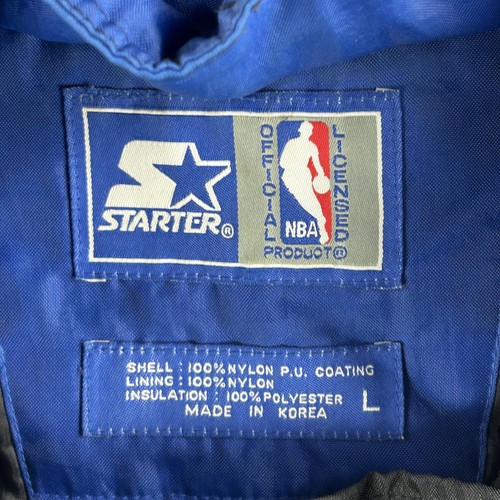 STARTER®
OFFICIAL
LICENSED
NBA
PRODUCT®
SHELL : 100% NYLON P.U. COATING
LINING : 100% NYLON
INSULATION : 100% POLYESTER
MADE IN KOREA
L